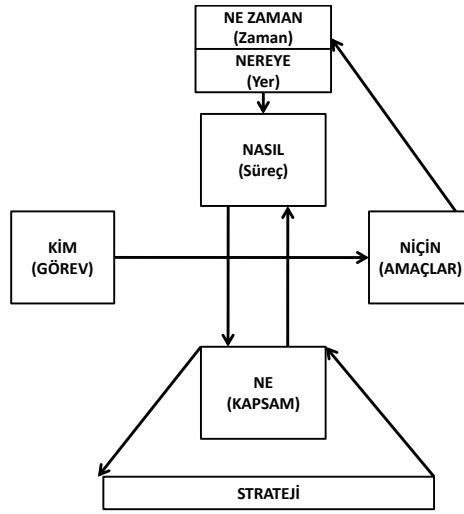 NE ZAMAN
(Zaman)
NEREYE
(Yer)
NASIL
(Süreç)
KİM
(GÖREV)
NİÇİN
(AMAÇLAR)
NE
(KAPSAM)
STRATEJİ